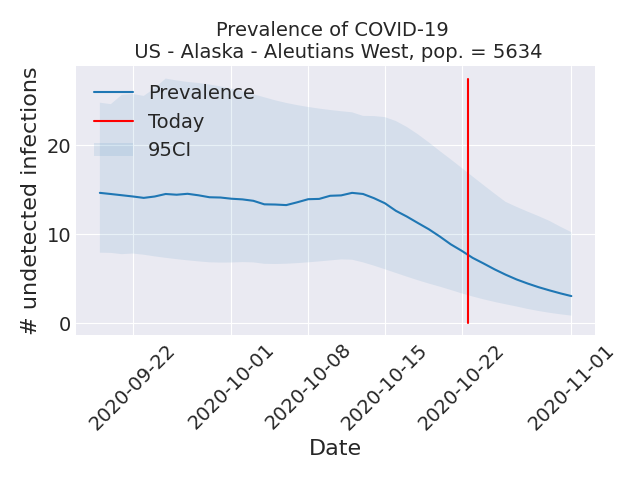 Prevalence of COVID-19
US - Alaska - Aleutians West, pop. = 5634
# undetected infections
20
10
0
Prevalence
Today
95CI
2020-09-22
2020-10-01
2020-10-08
2020-10-15
2020-10-22
2020-11-01
Date